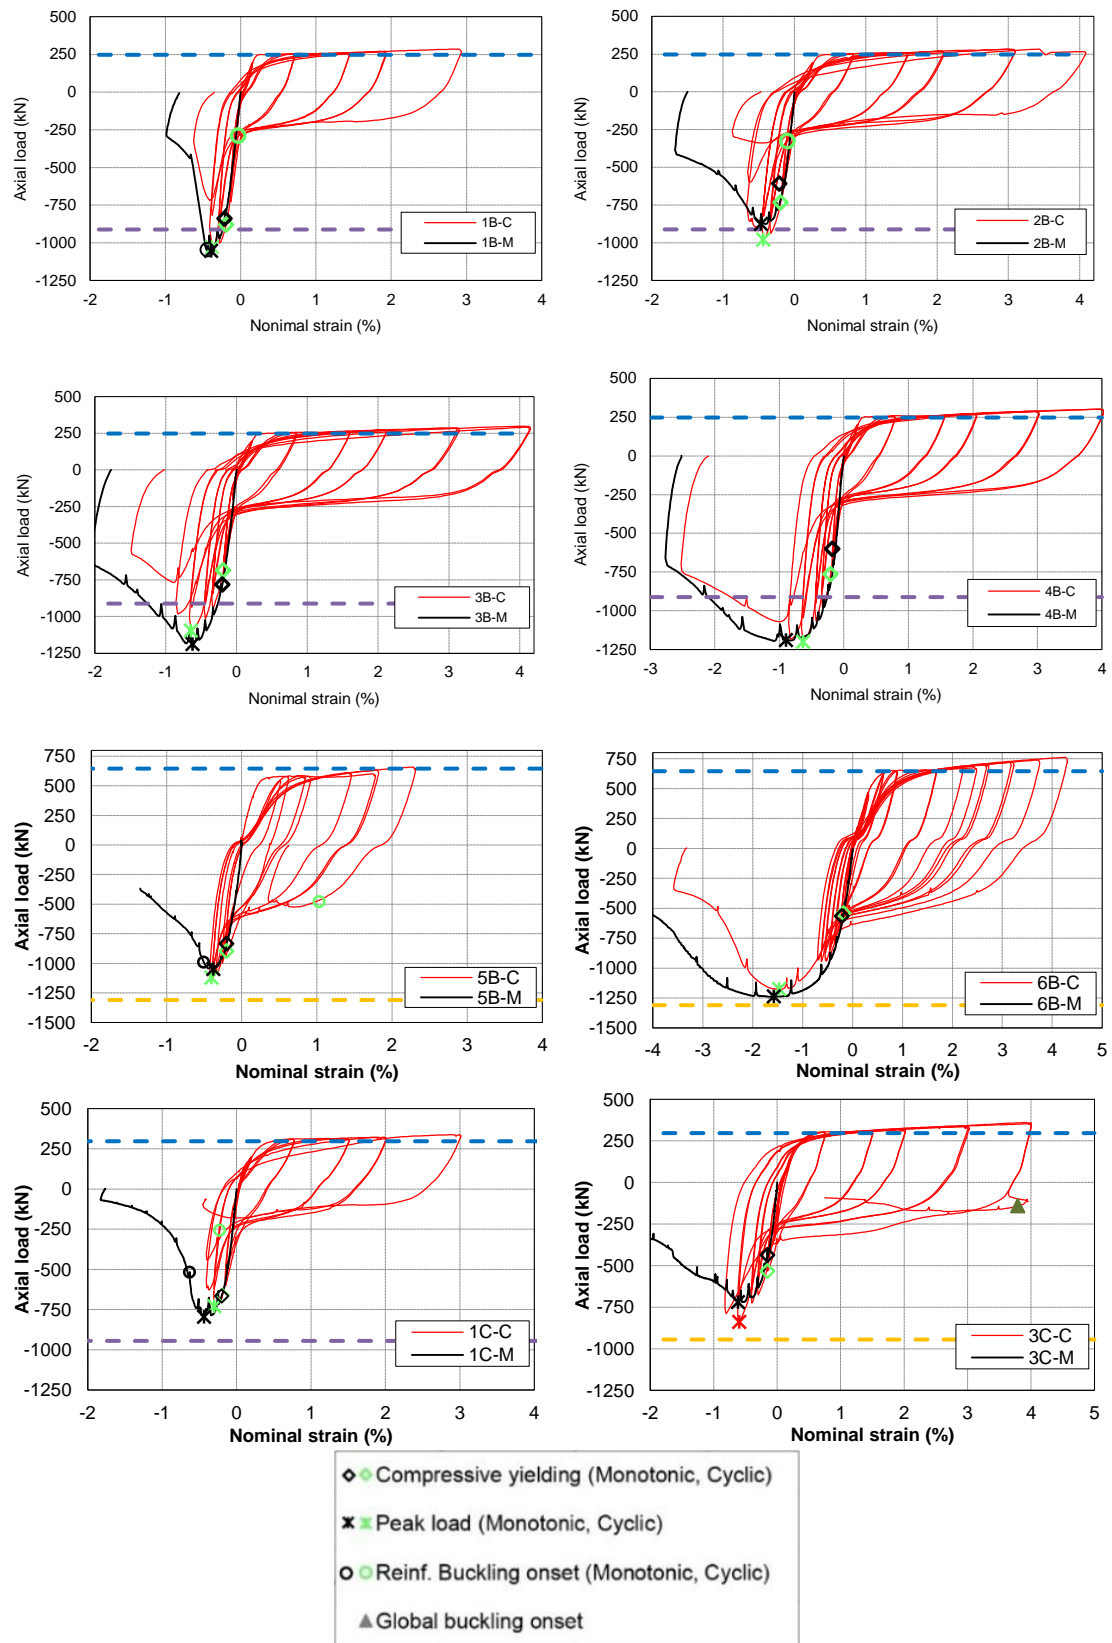 500
250
0
-250
-500
-750
-1000
-1250
Axial load (kN)
1B-C
1B-M
-2 -1 0 1 2 3 4
Nonimal strain (%)
500
250
0
-250
-500
-750
-1000
-1250
Axial load (kN)
2B-C
2B-M
-2 -1 0 1 2 3 4
Nonimal strain (%)
500
250
0
-250
-500
-750
-1000
-1250
Axial load (kN)
3B-C
3B-M
-2 -1 0 1 2 3 4
Nonimal strain (%)
500
250
0
-250
-500
-750
-1000
-1250
Axial load (kN)
4B-C
4B-M
-3 -2 -1 0 1 2 3 4
Nonimal strain (%)
750
500
250
0
-250
-500
-750
-1000
-1250
-1500
Axial load (kN)
5B-C
5B-M
-2 -1 0 1 2 3 4
Nominal strain (%)
750
500
250
0
-250
-500
-750
-1000
-1250
-1500
Axial load (kN)
6B-C
6B-M
-4 -3 -2 -1 0 1 2 3 4 5
Nominal strain (%)
500
250
0
-250
-500
-750
-1000
-1250
Axial load (kN)
1C-C
1C-M
-2 -1 0 1 2 3 4
Nominal strain (%)
500
250
0
-250
-500
-750
-1000
-1250
Axial load (kN)
3C-C
3C-M
-2 -1 0 1 2 3 4 5
Nominal strain (%)
Compressive yielding (Monotonic, Cyclic)
Peak load (Monotonic, Cyclic)
Reinf. Buckling onset (Monotonic, Cyclic)
Global buckling onset